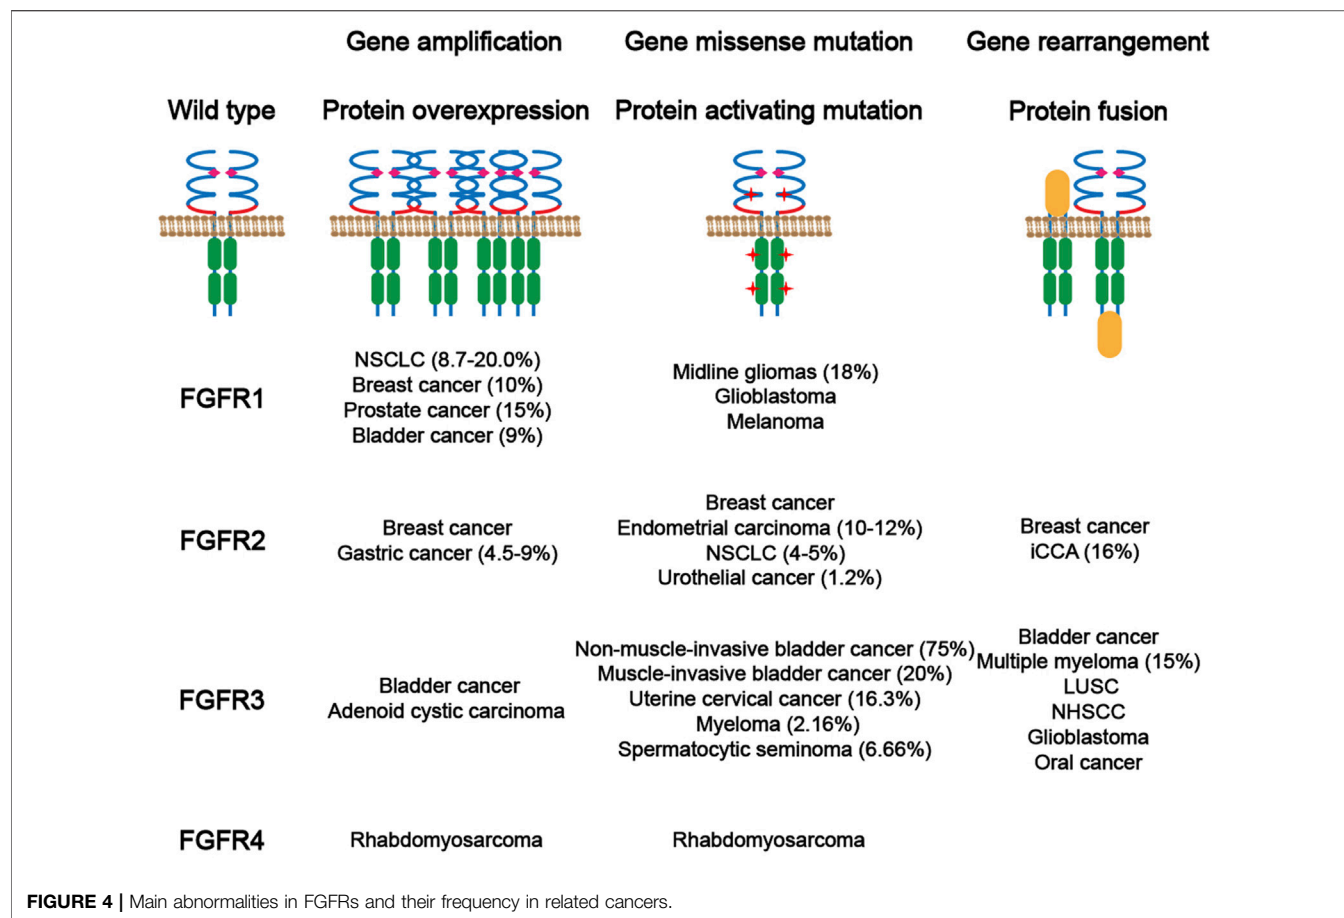 Gene amplification Gene missense mutation Gene rearrangement
Wild type Protein overexpression Protein activating mutation Protein fusion
FGFR1
NSCLC (8.7-20.0%)
Breast cancer (10%)
Prostate cancer (15%)
Bladder cancer (9%)
Midline gliomas (18%)
Glioblastoma
Melanoma
FGFR2
Breast cancer
Gastric cancer (4.5-9%)
Breast cancer
Endometrial carcinoma (10-12%)
NSCLC (4-5%)
Urothelial cancer (1.2%)
Breast cancer
iCCA (16%)
FGFR3
Bladder cancer
Adenoid cystic carcinoma
Non-muscle-invasive bladder cancer (75%)
Muscle-invasive bladder cancer (20%)
Uterine cervical cancer (16.3%)
Myeloma (2.16%)
Spermatocytic seminoma (6.66%)
Bladder cancer
Multiple myeloma (15%)
LUSC
NHSCC
Glioblastoma
Oral cancer
FGFR4
Rhabdomyosarcoma
Rhabdomyosarcoma
FIGURE 4 | Main abnormalities in FGFRs and their frequency in related cancers.